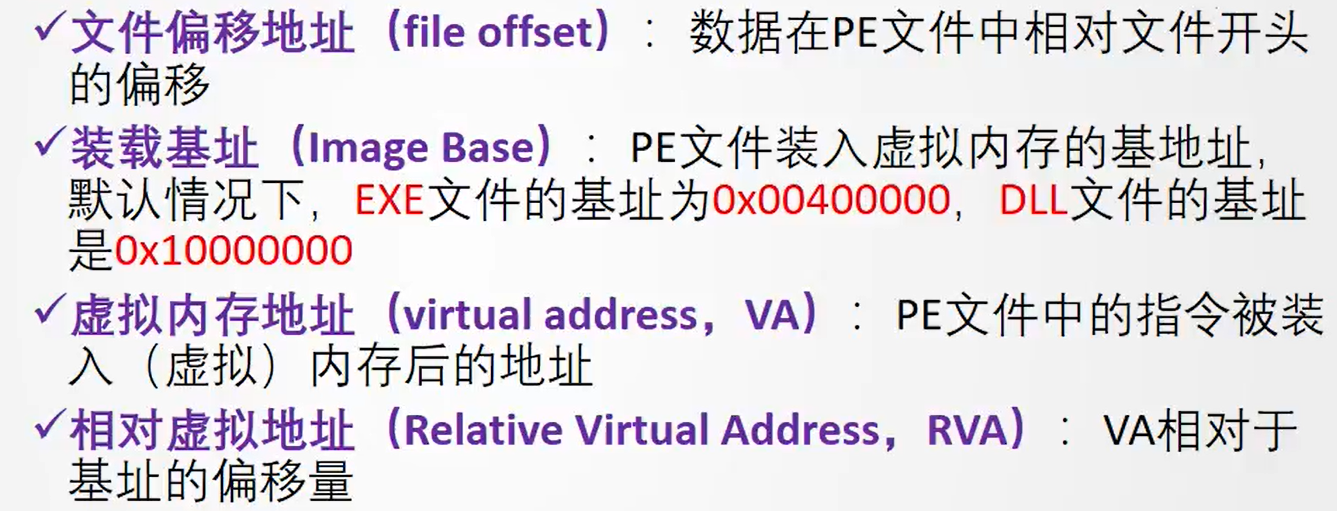 ✓文件偏移地址（file offset）：数据在PE文件中相对文件开头
的偏移
✓装载基址（Image Base）：PE文件装入虚拟内存的基地址，
默认情况下，EXE文件的基址为0x00400000，DLL文件的基址
是0x10000000
✓虚拟内存地址（virtual address，VA）：PE文件中的指令被装
入（虚拟）内存后的地址
✓相对虚拟地址（Relative Virtual Address，RVA）：VA相对于
基址的偏移量